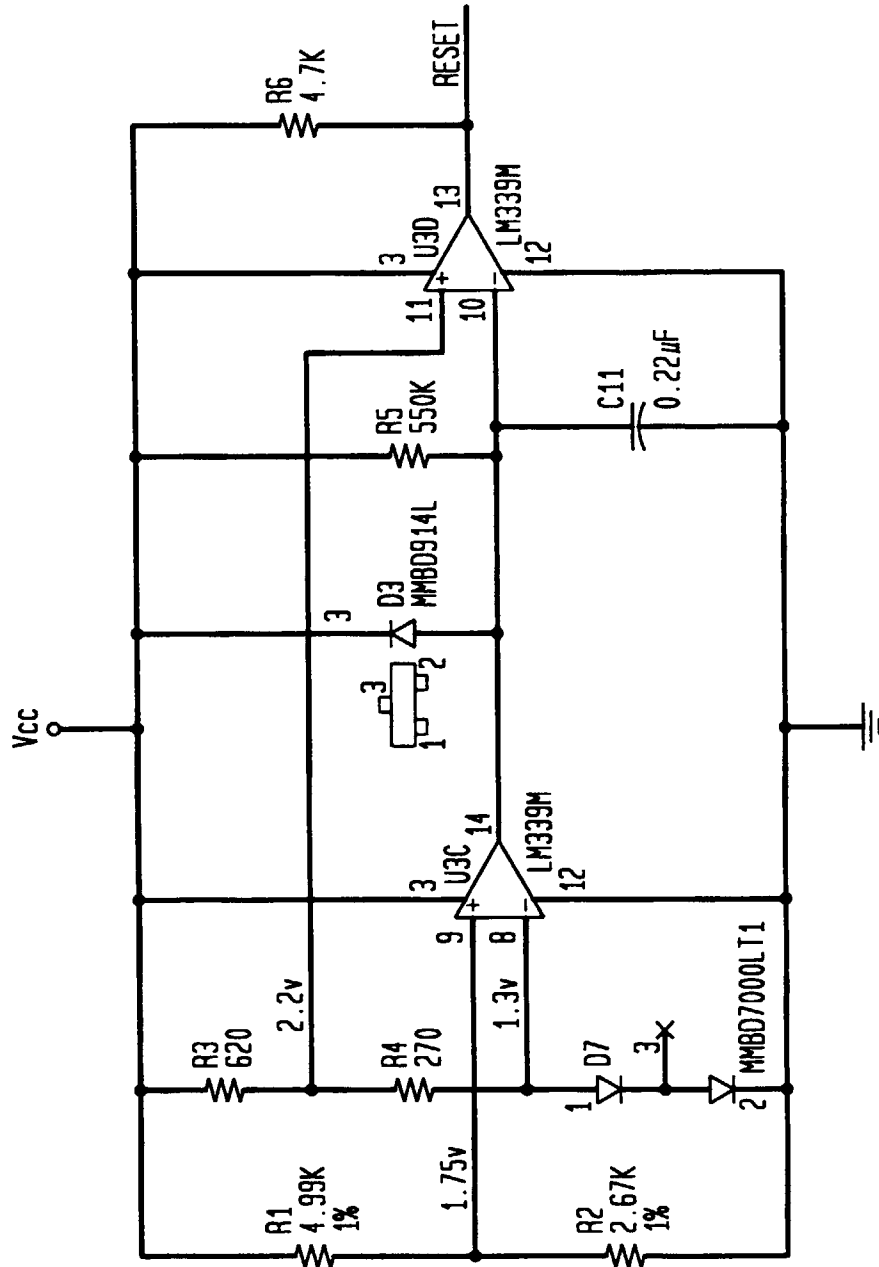 Vcc
R1
4.99K
1%
R2
2.67K
1%
1.75v
R3
620
R4
270
2.2v
1.3v
1
D7
3
2
MMBD7000LT1
9
8
3
U3C
14
12
LM339M
1
3
2
3
D3
MMBD914L
R5
550K
C11
0.22µF
11
10
3
U3D
13
12
LM339M
R6
4.7K
RESET